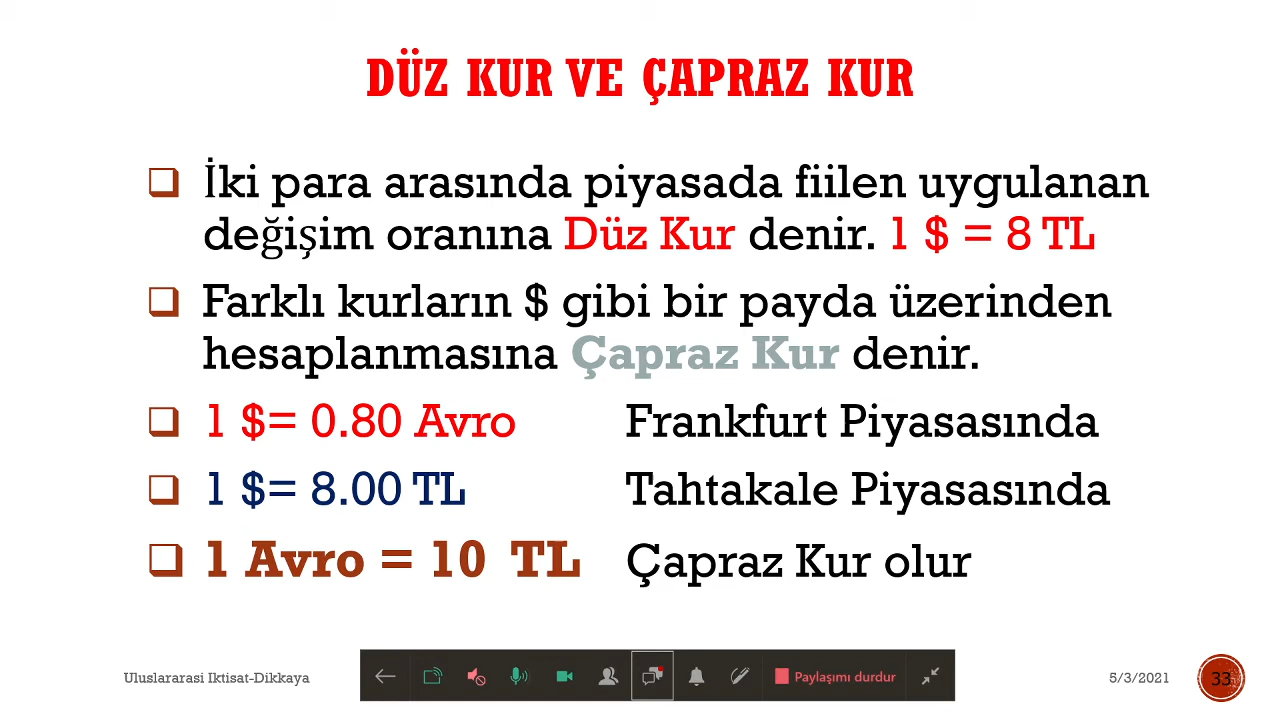 DÜZ KUR VE ÇAPRAZ KUR
❑ İki para arasında piyasada fiilen uygulanan
değişim oranına Düz Kur denir. 1 $ = 8 TL
❑ Farklı kurların $ gibi bir payda üzerinden
hesaplanmasına Çapraz Kur denir.
❑ 1 $= 0.80 Avro Frankfurt Piyasasında
❑ 1 $= 8.00 TL Tahtakale Piyasasında
❑ 1 Avro = 10 TL Çapraz Kur olur
Uluslararasi Iktisat-Dikkaya
Paylaşımı durdur
5/3/2021
33